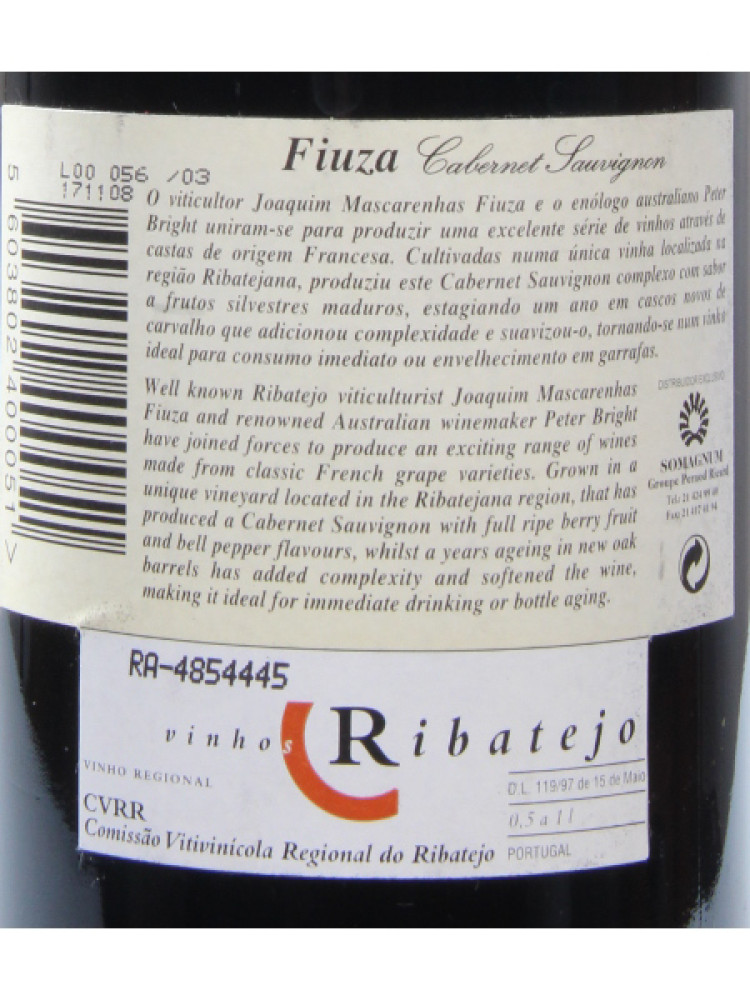 Fiuza Cabernet Sauvignon
L00 056 /03
171108
5 603802 400051 >
O viticultor Joaquim Mascarenhas Fiuza e o enólogo australiano Peter
Bright uniram-se para produzir uma excelente série de vinhos através de
castas de origem Francesa. Cultivadas numa única vinha localizada na
região Ribatejana, produziu este Cabernet Sauvignon complexo com sabor
a frutos silvestres maduros, estagiando um ano em cascos novos de
carvalho que adicionou complexidade e suavizou-o, tornando-se num vinho
ideal para consumo imediato ou envelhecimento em garrafas.
Well known Ribatejo viticulturist Joaquim Mascarenhas
Fiuza and renowned Australian winemaker Peter Bright
have joined forces to produce an exciting range of wines
made from classic French grape varieties. Grown in a
unique vineyard located in the Ribatejana region, that has
produced a Cabernet Sauvignon with full ripe berry fruit
and bell pepper flavours, whilst a years ageing in new oak
barrels has added complexity and softened the wine,
making it ideal for immediate drinking or bottle aging.
DISTRIBUIDOR EXCLUSIVO
SOMAGNUM
Groupe Pernod Ricard
RA-4854445
vinhos Ribatejo
VINHO REGIONAL
CVRR
Comissão Vitivinícola Regional do Ribatejo
D.L. 119/97 de 15 de Maio
0,5 a 1 l
PORTUGAL